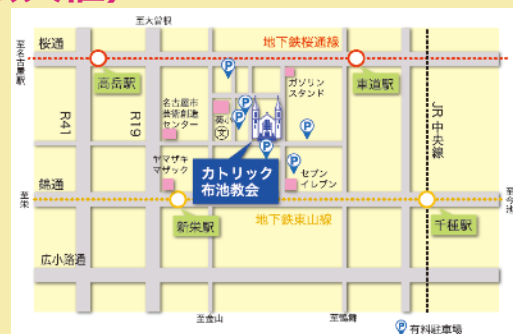 至大曽根
桜通
地下鉄桜通線
至名古屋駅
高岳駅
車道駅
ガソリン
スタンド
R41
R19
名古屋市
芸術創造
センター
葵小
文
JR中央線
カトリック
布池教会
ヤマザキ
マザック
セブン
イレブン
錦通
至栄
至今池
新栄駅
地下鉄東山線
千種駅
広小路通
至金山
至鶴舞
P 有料駐車場